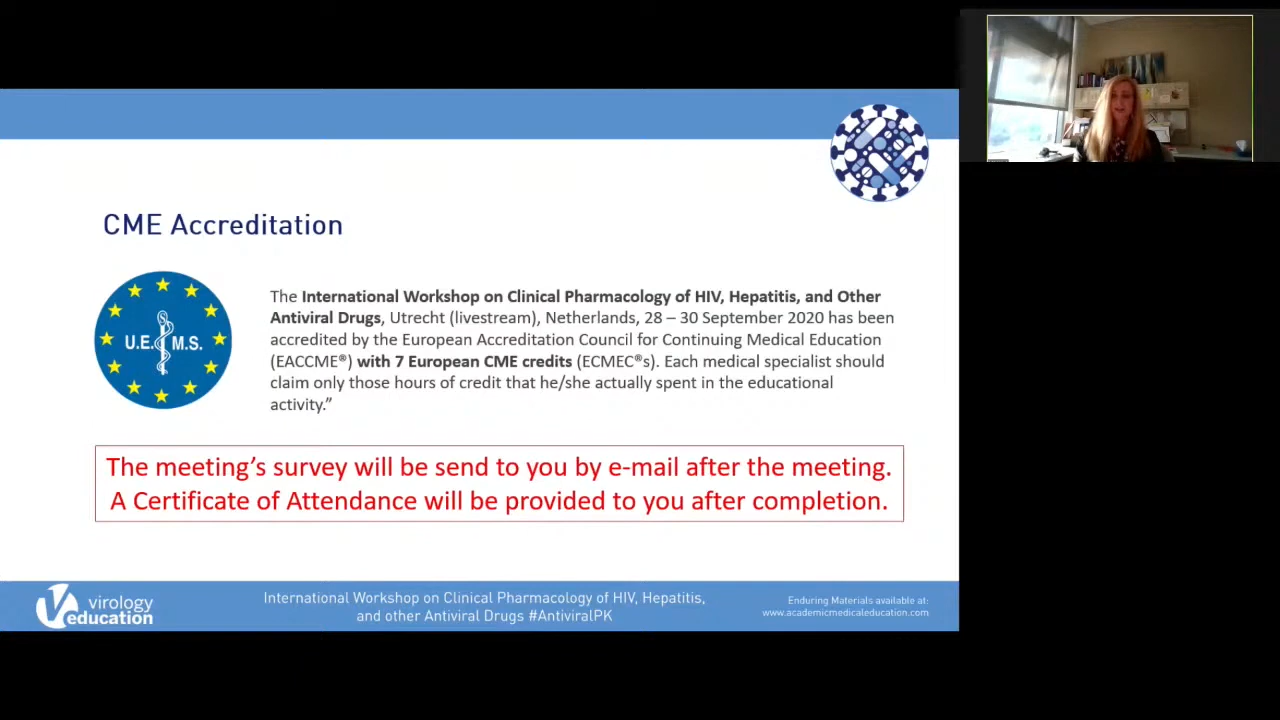 CME Accreditation
U.E. M.S.
The International Workshop on Clinical Pharmacology of HIV, Hepatitis, and Other
Antiviral Drugs, Utrecht (livestream), Netherlands, 28 – 30 September 2020 has been
accredited by the European Accreditation Council for Continuing Medical Education
(EACCME®) with 7 European CME credits (ECMEC®s). Each medical specialist should
claim only those hours of credit that he/she actually spent in the educational
activity.”
The meeting’s survey will be send to you by e-mail after the meeting.
A Certificate of Attendance will be provided to you after completion.
virology
education
International Workshop on Clinical Pharmacology of HIV, Hepatitis,
and other Antiviral Drugs #AntiviralPK
Enduring Materials available at:
www.academicmedicaleducation.com